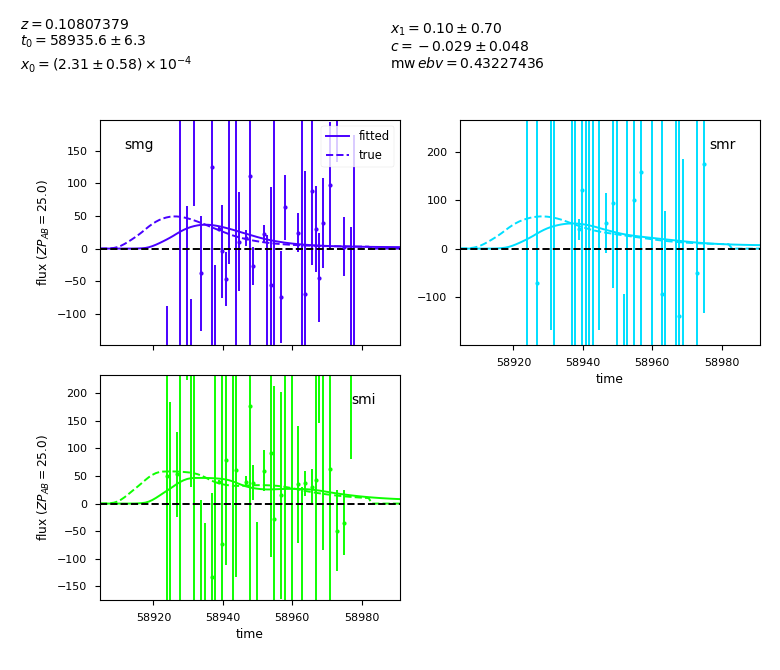 z = 0.10807379
t₀ = 58935.6 ± 6.3
x₀ = (2.31 ± 0.58) × 10⁻⁴
x₁ = 0.10 ± 0.70
c = −0.029 ± 0.048
mw ebv = 0.43227436
smg
fitted
true
150
100
50
0
−50
−100
flux (ZP_AB = 25.0)
smr
200
100
0
−100
58920 58940 58960 58980
time
smi
200
150
100
50
0
−50
−100
−150
flux (ZP_AB = 25.0)
58920 58940 58960 58980
time